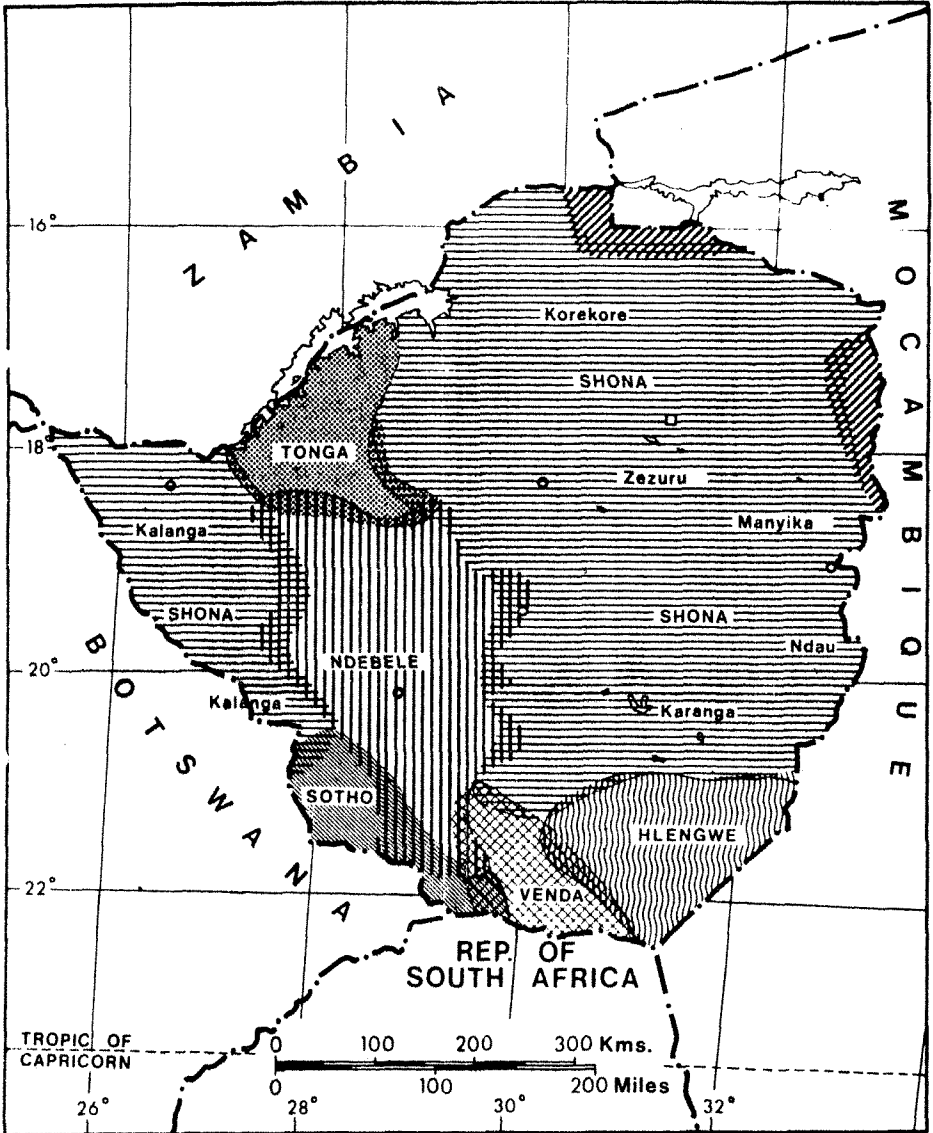 ZAMBIA
MOCAMBIQUE
16°
Korekore
SHONA
18°
TONGA
Zezuru
Kalanga
Manyika
SHONA
SHONA
Ndau
BOTSWANA
NDEBELE
20°
Kalanga
Karanga
SOTHO
HLENGWE
22°
VENDA
REP. OF
SOUTH AFRICA
TROPIC OF
CAPRICORN
0 100 200 300 Kms.
0 100 200 Miles
26° 28° 30° 32°